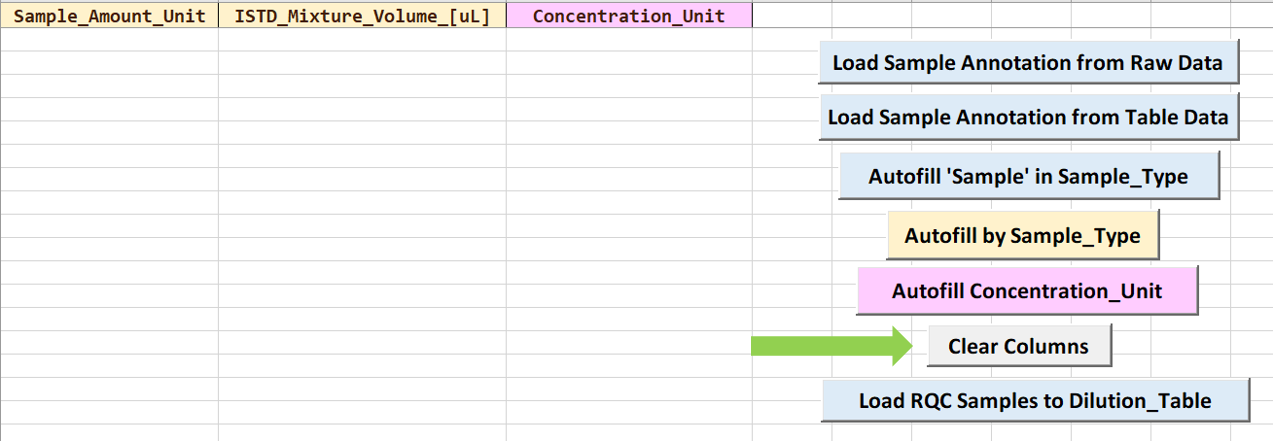 Sample_Amount_Unit ISTD_Mixture_Volume_[uL] Concentration_Unit
Load Sample Annotation from Raw Data
Load Sample Annotation from Table Data
Autofill 'Sample' in Sample_Type
Autofill by Sample_Type
Autofill Concentration_Unit
Clear Columns
Load RQC Samples to Dilution_Table